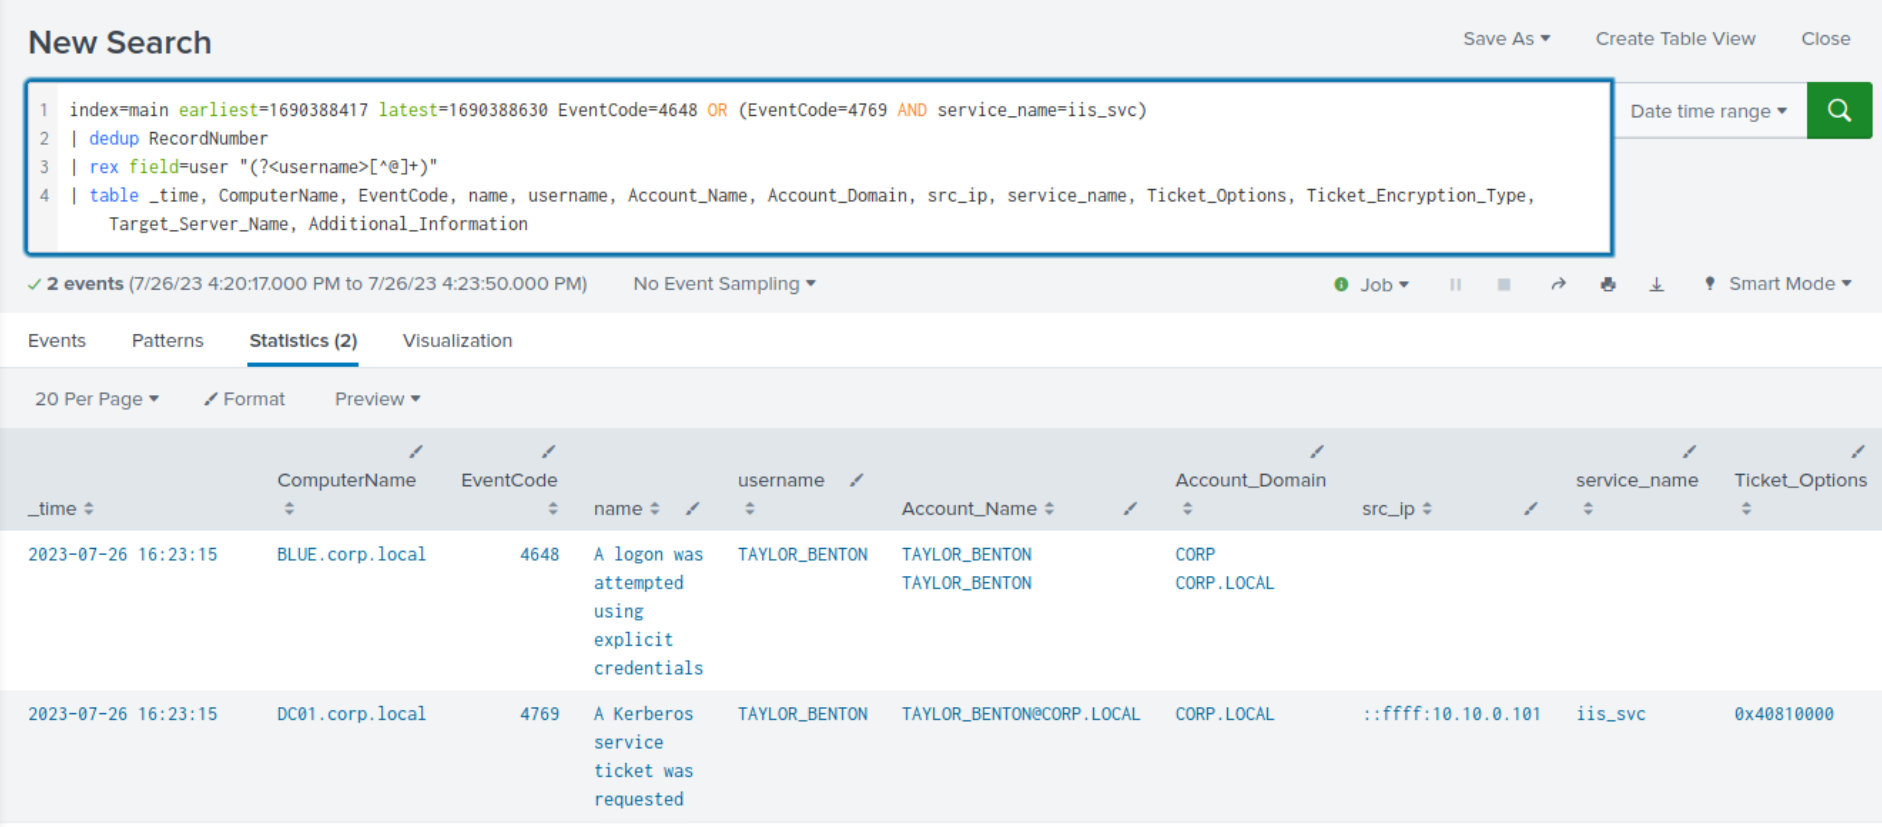 New Search
Save As Create Table View Close
1 index=main earliest=1690388417 latest=1690388630 EventCode=4648 OR (EventCode=4769 AND service_name=iis_svc)
2 | dedup RecordNumber
3 | rex field=user "(?<username>[^@]+)"
4 | table _time, ComputerName, EventCode, name, username, Account_Name, Account_Domain, src_ip, service_name, Ticket_Options, Ticket_Encryption_Type,
Target_Server_Name, Additional_Information
Date time range
2 events (7/26/23 4:20:17.000 PM to 7/26/23 4:23:50.000 PM) No Event Sampling Job Smart Mode
Events Patterns Statistics (2) Visualization
20 Per Page Format Preview
_time ComputerName EventCode name username Account_Name Account_Domain src_ip service_name Ticket_Options
2023-07-26 16:23:15 BLUE.corp.local 4648 A logon was TAYLOR_BENTON TAYLOR_BENTON CORP
attempted TAYLOR_BENTON CORP.LOCAL
using
explicit
credentials
2023-07-26 16:23:15 DC01.corp.local 4769 A Kerberos TAYLOR_BENTON TAYLOR_BENTON@CORP.LOCAL CORP.LOCAL ::ffff:10.10.0.101 iis_svc 0x40810000
service
ticket was
requested